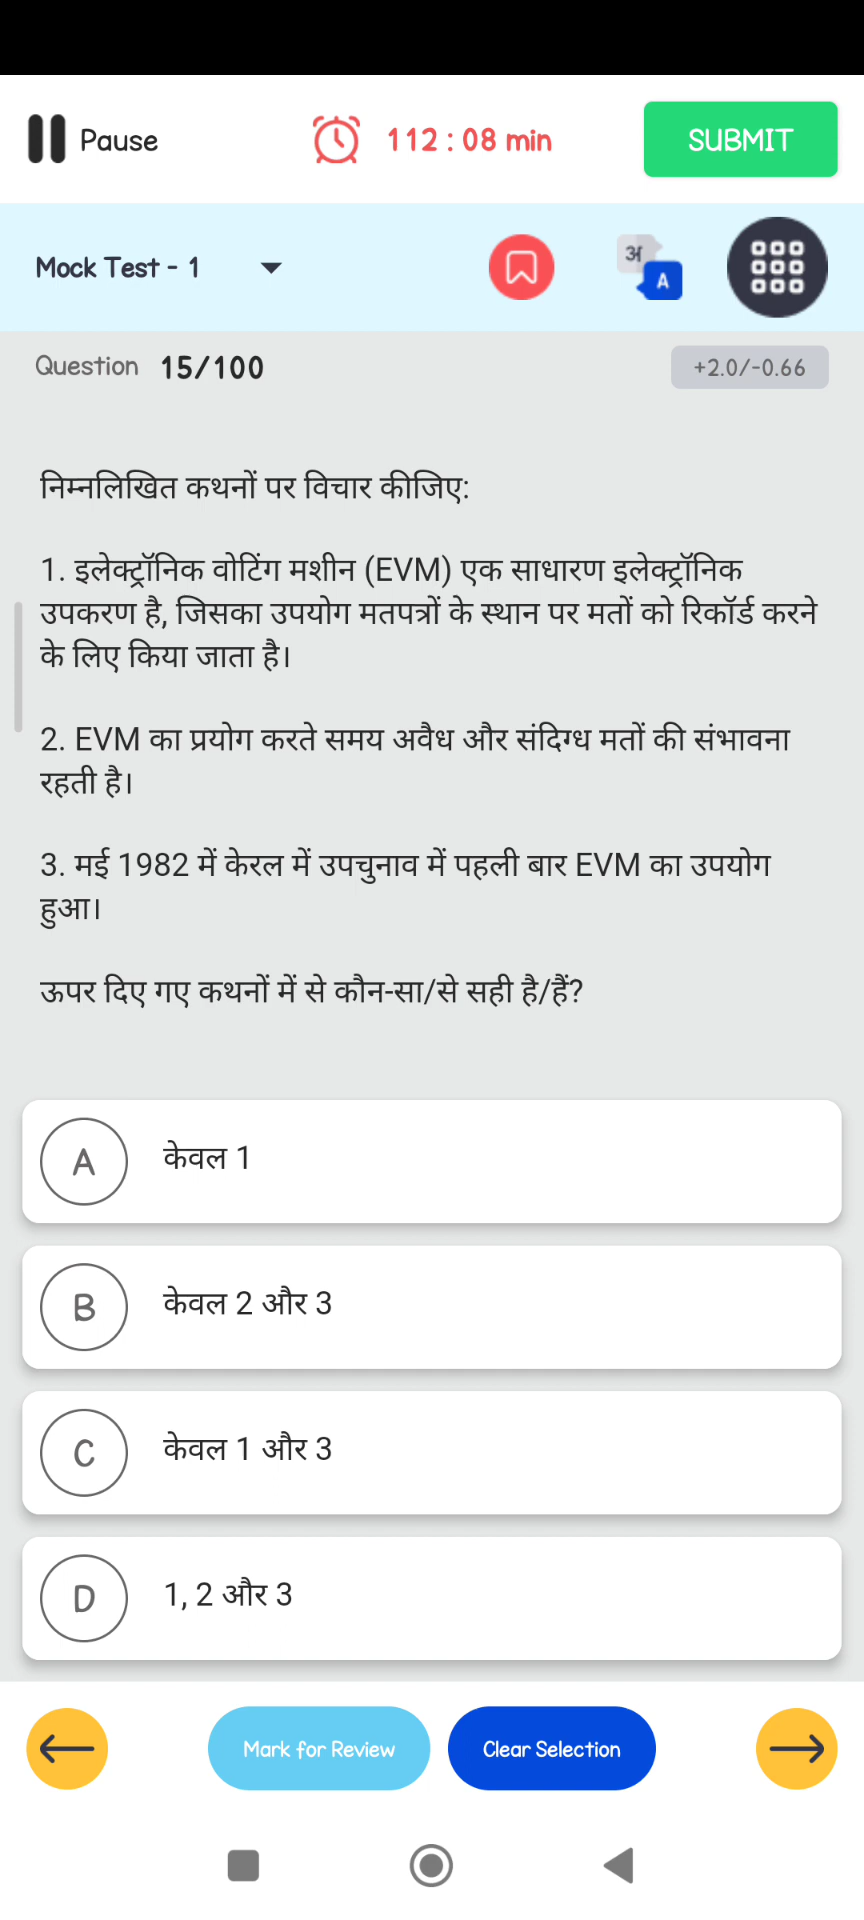 Pause
112 : 08 min
SUBMIT
Mock Test - 1
अ
A
Question 15/100
+2.0/-0.66
निम्नलिखित कथनों पर विचार कीजिए:
1. इलेक्ट्रॉनिक वोटिंग मशीन (EVM) एक साधारण इलेक्ट्रॉनिक
उपकरण है, जिसका उपयोग मतपत्रों के स्थान पर मतों को रिकॉर्ड करने
के लिए किया जाता है।
2. EVM का प्रयोग करते समय अवैध और संदिग्ध मतों की संभावना
रहती है।
3. मई 1982 में केरल में उपचुनाव में पहली बार EVM का उपयोग
हुआ।
ऊपर दिए गए कथनों में से कौन-सा/से सही है/हैं?
A केवल 1
B केवल 2 और 3
C केवल 1 और 3
D 1, 2 और 3
Mark for Review
Clear Selection